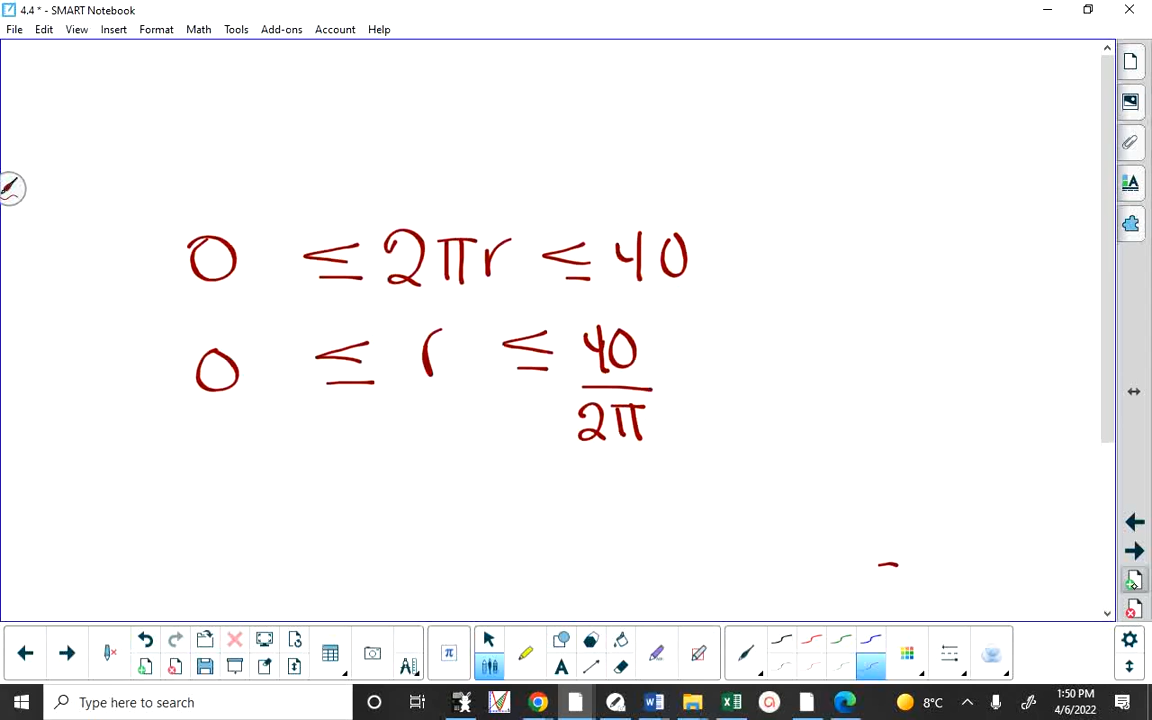 4.4 * - SMART Notebook
File Edit View Insert Format Math Tools Add-ons Account Help
0 ≤ 2πr ≤ 40
0 ≤ r ≤ 40/2π
π
A
Type here to search
8°C
1:50 PM
4/6/2022